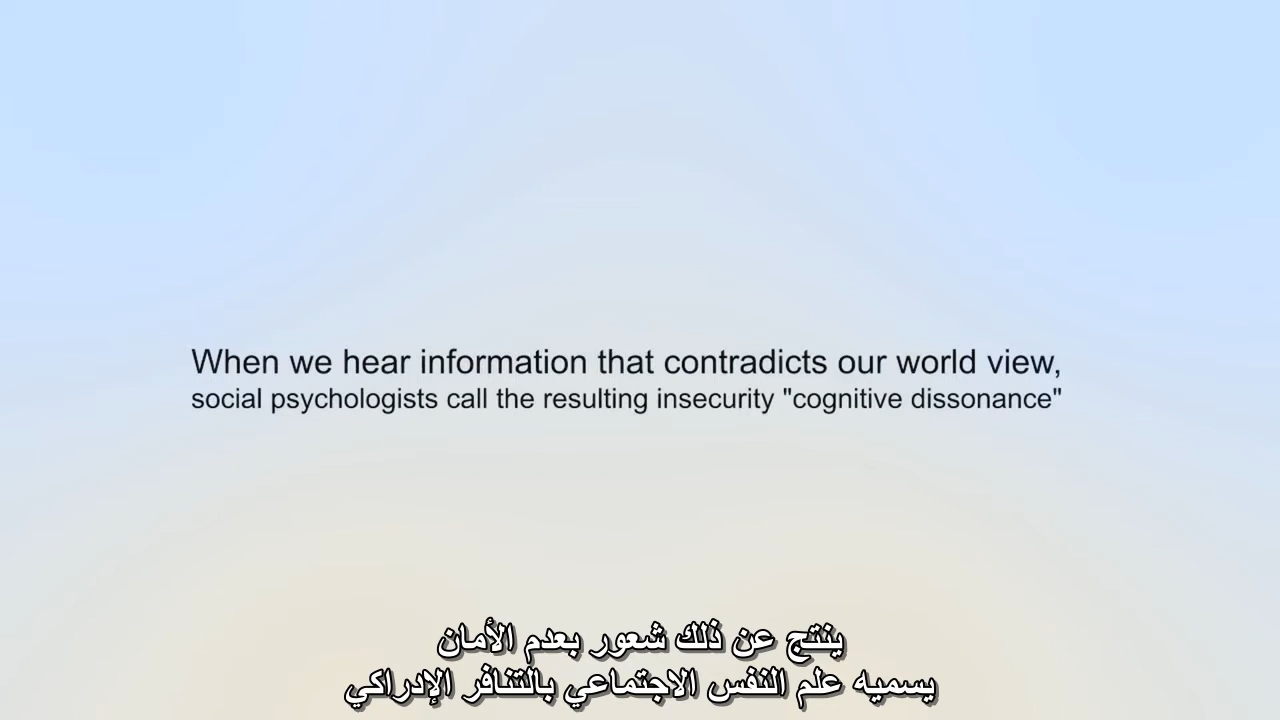 When we hear information that contradicts our world view,
social psychologists call the resulting insecurity "cognitive dissonance"
ينتج عن ذلك شعور بعدم الأمان
يسميه علم النفس الاجتماعي بالتنافر الإدراكي